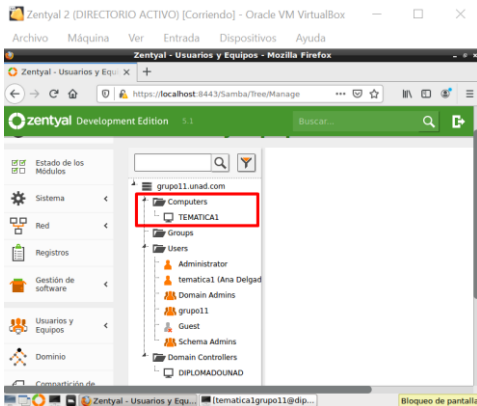 Zentyal 2 (DIRECTORIO ACTIVO) [Corriendo] - Oracle VM VirtualBox
Archivo Máquina Ver Entrada Dispositivos Ayuda
Zentyal - Usuarios y Equipos - Mozilla Firefox
Zentyal - Usuarios y Equ
https://localhost:8443/Samba/Tree/Manage
zentyal Development Edition 5.1
Buscar...
Estado de los
Módulos
Sistema
Red
Registros
Gestión de
software
Usuarios y
Equipos
Dominio
Compartición de
grupo11.unad.com
Computers
TEMATICA1
Groups
Users
Administrator
tematica1 (Ana Delgad
Domain Admins
grupo11
Guest
Schema Admins
Domain Controllers
DIPLOMADOUNAD
Zentyal - Usuarios y Equ...
[tematica1grupo11@dip...
Bloqueo de pantalla